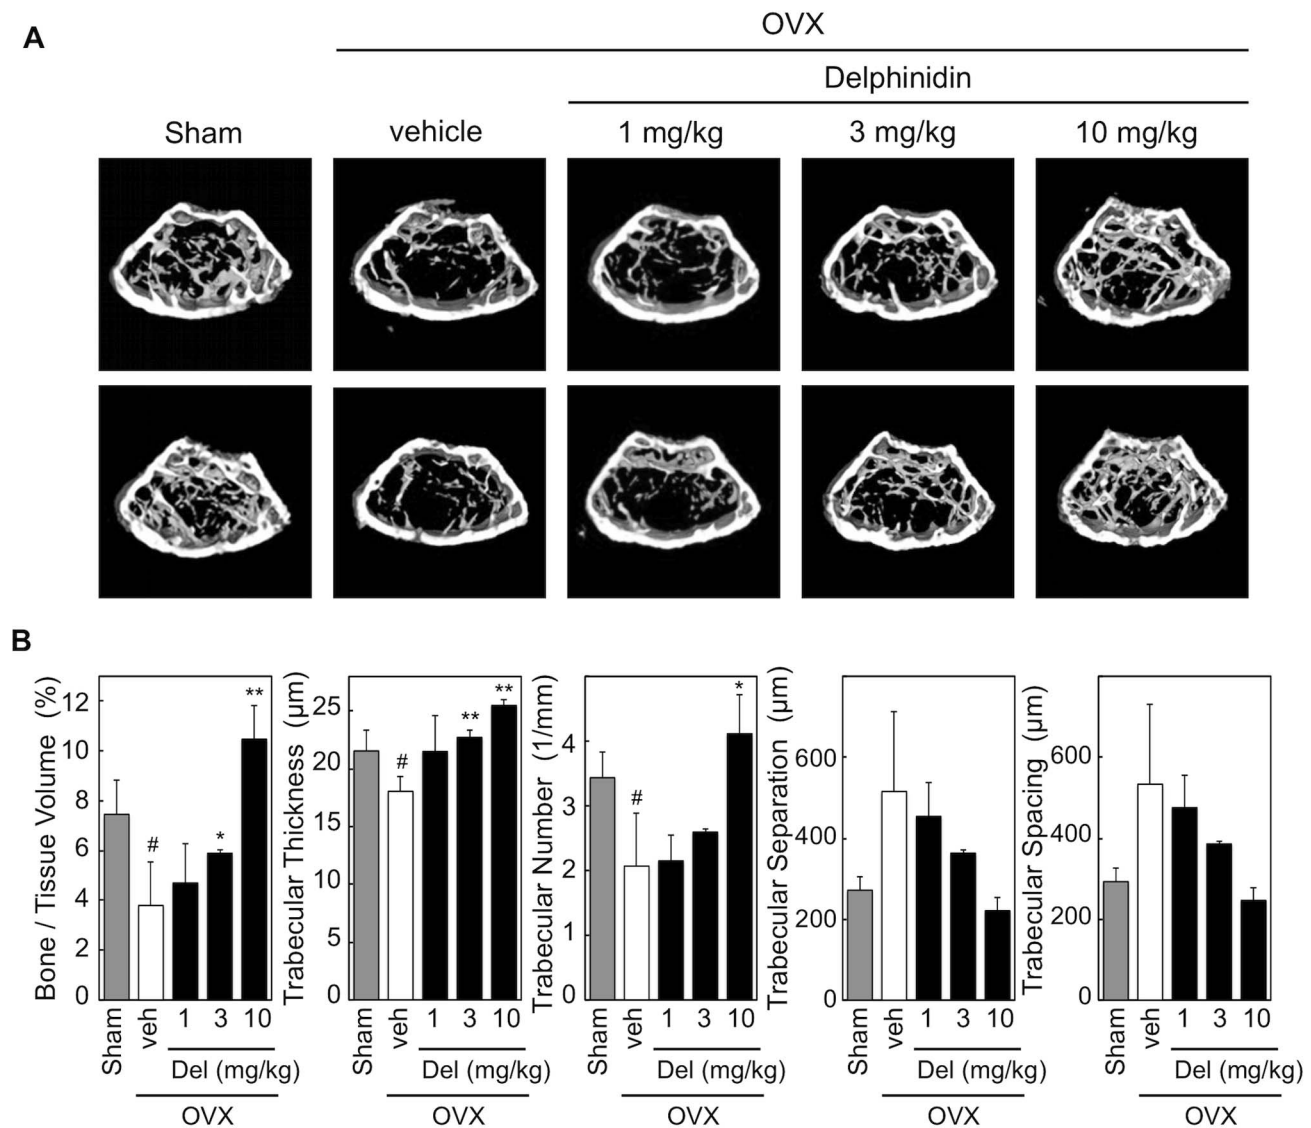 A
OVX
Delphinidin
Sham
vehicle
1 mg/kg
3 mg/kg
10 mg/kg
B
Bone / Tissue Volume (%)
12
10
8
6
4
2
0
#
*
**
Sham
veh
1
3
10
Del (mg/kg)
OVX
Trabecular Thickness (μm)
25
20
15
10
5
0
#
**
**
Sham
veh
1
3
10
Del (mg/kg)
OVX
Trabecular Number (1/mm)
4
3
2
1
0
#
*
Sham
veh
1
3
10
Del (mg/kg)
OVX
Trabecular Separation (μm)
600
400
200
0
Sham
veh
1
3
10
Del (mg/kg)
OVX
Trabecular Spacing (μm)
600
400
200
0
Sham
veh
1
3
10
Del (mg/kg)
OVX